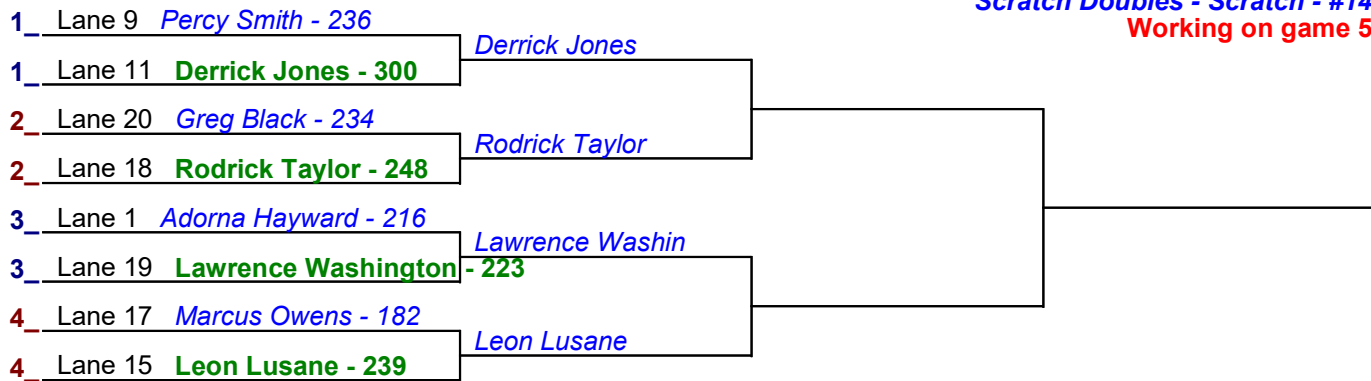 Scratch Doubles - Scratch - #14
Working on game 5
1_ Lane 9 Percy Smith - 236
Derrick Jones
1_ Lane 11 Derrick Jones - 300
2_ Lane 20 Greg Black - 234
Rodrick Taylor
2_ Lane 18 Rodrick Taylor - 248
3_ Lane 1 Adorna Hayward - 216
Lawrence Washin
3_ Lane 19 Lawrence Washington - 223
4_ Lane 17 Marcus Owens - 182
Leon Lusane
4_ Lane 15 Leon Lusane - 239